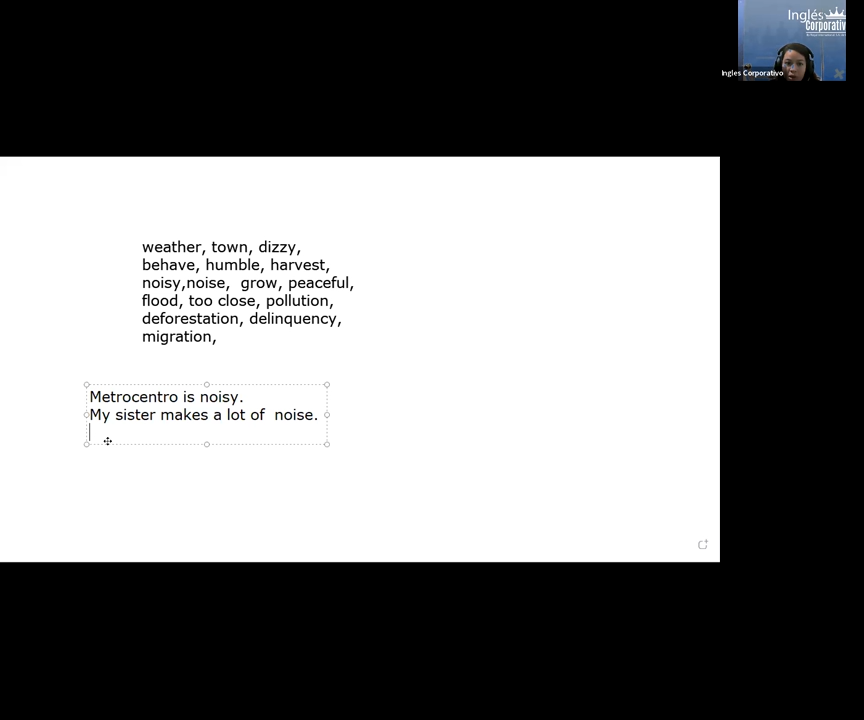 Inglés
Corporativo
Ingles Corporativo
weather, town, dizzy,
behave, humble, harvest,
noisy,noise,  grow, peaceful,
flood, too close, pollution,
deforestation, delinquency,
migration,
Metrocentro is noisy.
My sister makes a lot of  noise.